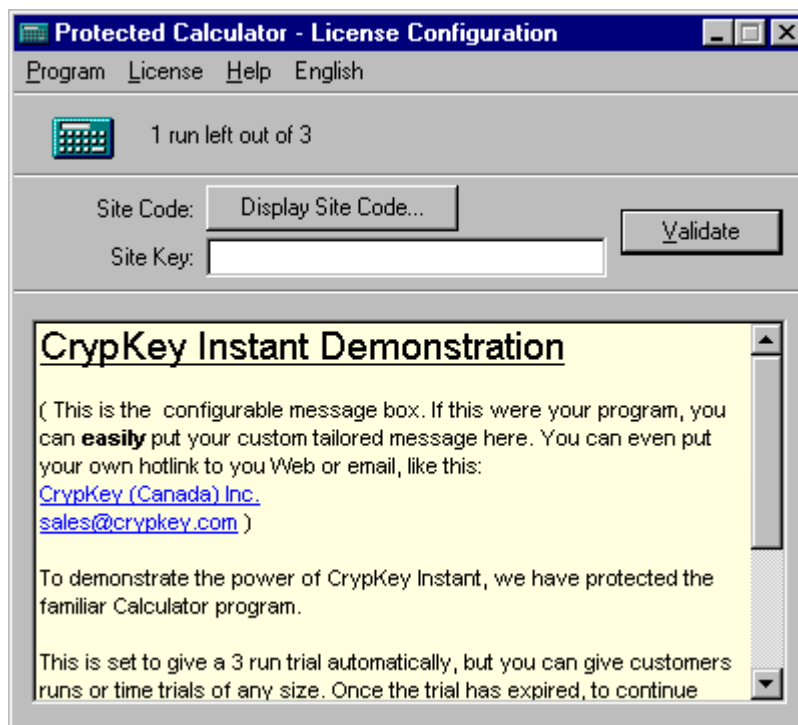 Protected Calculator - License Configuration
Program License Help English
1 run left out of 3
Site Code: Display Site Code...
Validate
Site Key:
CrypKey Instant Demonstration
( This is the configurable message box. If this were your program, you
can easily put your custom tailored message here. You can even put
your own hotlink to you Web or email, like this:
CrypKey (Canada) Inc.
sales@crypkey.com )
To demonstrate the power of CrypKey Instant, we have protected the
familiar Calculator program.
This is set to give a 3 run trial automatically, but you can give customers
runs or time trials of any size. Once the trial has expired, to continue